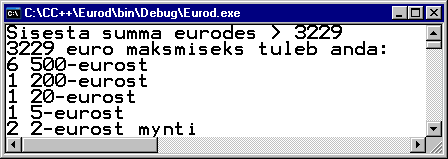 C:\CC++\Eurod\bin\Debug\Eurod.exe
Sisesta summa eurodes > 3229
3229 euro maksmiseks tuleb anda:
6 500-eurost
1 200-eurost
1 20-eurost
1 5-eurost
2 2-eurost mynti